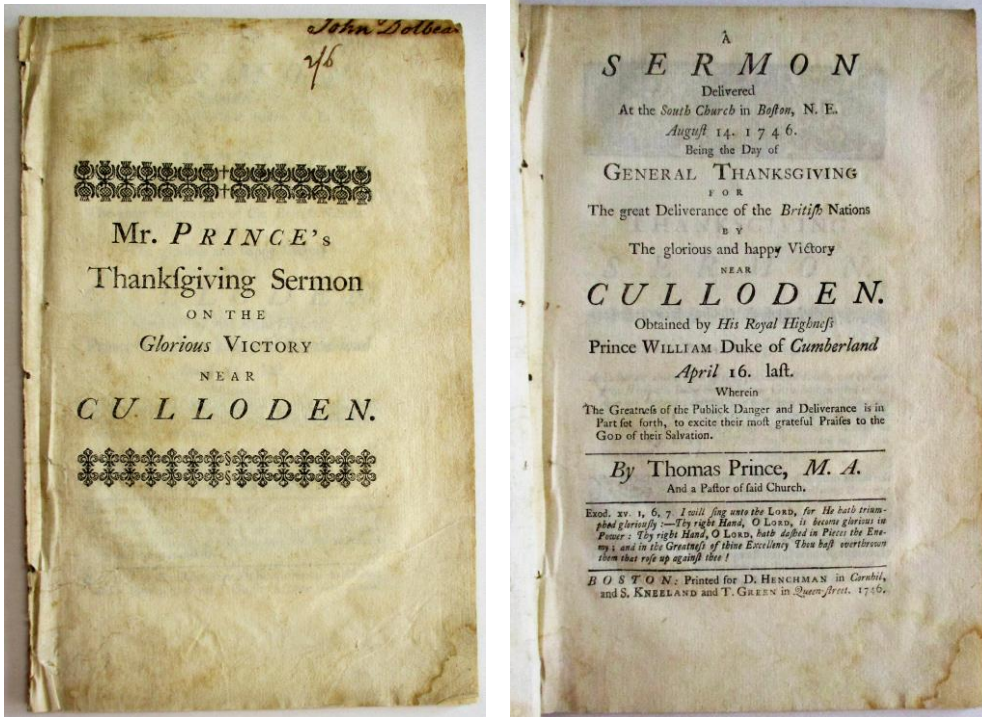 John Dolbea
2/6
Mr. PRINCE's
Thankſgiving Sermon
ON THE
Glorious VICTORY
NEAR
CULLODEN.
A
SERMON
Delivered
At the South Church in Boſton, N. E.
Auguſt 14. 1746.
Being the Day of
GENERAL THANKSGIVING
FOR
The great Deliverance of the Britiſh Nations
BY
The glorious and happy Victory
NEAR
CULLODEN.
Obtained by His Royal Highneſs
Prince WILLIAM Duke of Cumberland
April 16. laſt.
Wherein
The Greatneſs of the Publick Danger and Deliverance is in
Part ſet forth, to excite their moſt grateful Praiſes to the
GOD of their Salvation.
By Thomas Prince, M. A.
And a Paſtor of ſaid Church.
Exod. xv. 1, 6, 7. I will ſing unto the LORD, for He hath trium-
phed gloriouſly :—Thy right Hand, O LORD, is become glorious in
Power : Thy right Hand, O LORD, hath daſhed in Pieces the Ene-
my ; and in the Greatneſs of thine Excellency Thou haſt overthrown
them that roſe up againſt thee !
BOSTON: Printed for D. HENCHMAN in Cornhil,
and S. KNEELAND and T. GREEN in Queen-ſtreet. 1746.